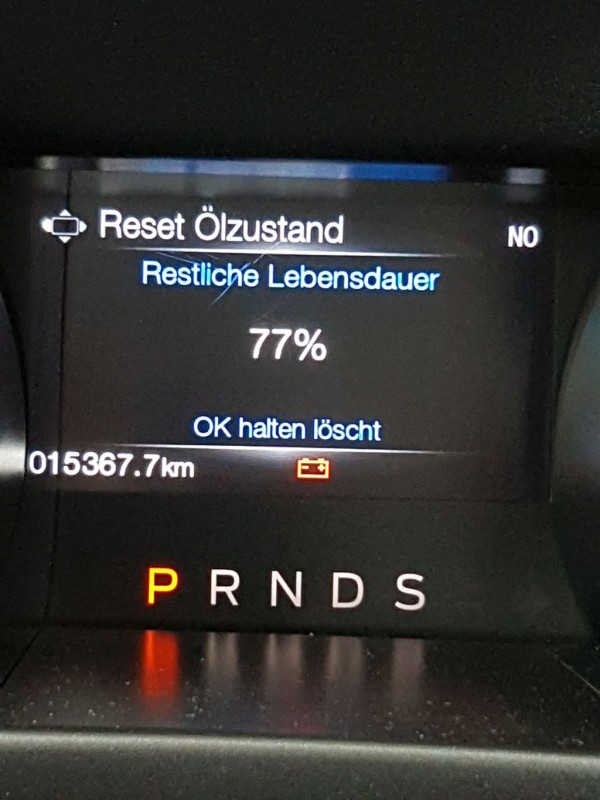 Reset Ölzustand NO
Restliche Lebensdauer
77%
OK halten löscht
015367.7km
P R N D S